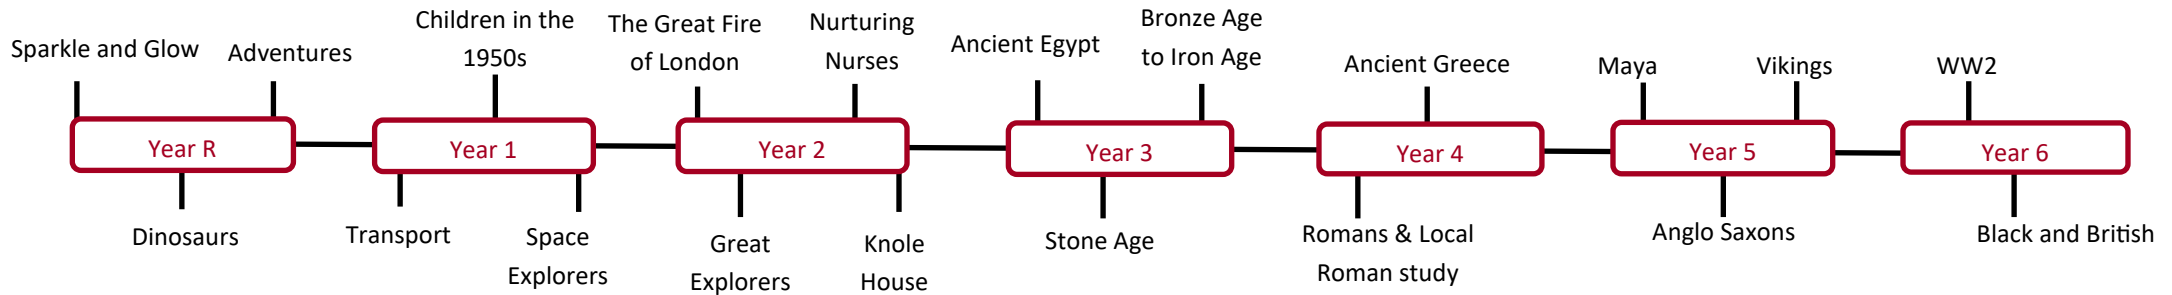 Sparkle and Glow
Adventures
Children in the
1950s
The Great Fire
of London
Nurturing
Nurses
Ancient Egypt
Bronze Age
to Iron Age
Ancient Greece
Maya
Vikings
WW2
Year R
Year 1
Year 2
Year 3
Year 4
Year 5
Year 6
Dinosaurs
Transport
Space
Explorers
Great
Explorers
Knole
House
Stone Age
Romans & Local
Roman study
Anglo Saxons
Black and British